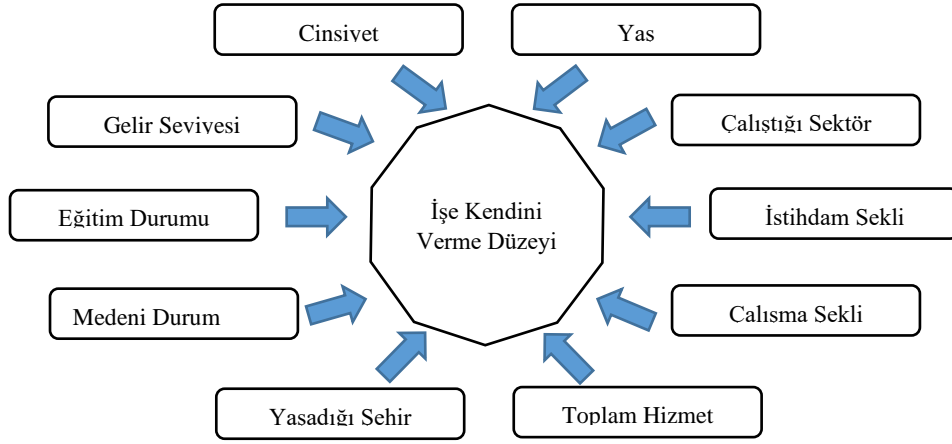 Cinsiyet
Yas
Gelir Seviyesi
Çalıştığı Sektör
Eğitim Durumu
İşe Kendini
Verme Düzeyi
İstihdam Sekli
Medeni Durum
Calısma Sekli
Yasadığı Sehir
Toplam Hizmet